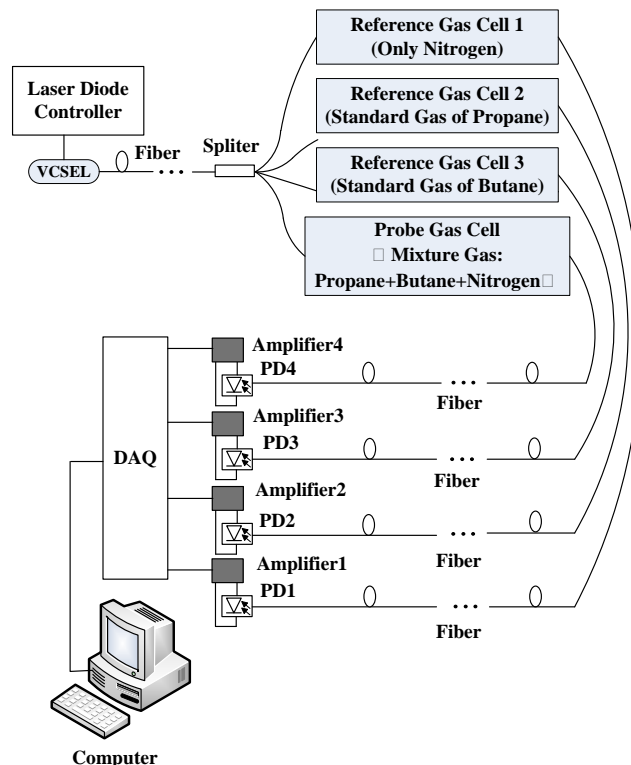 Reference Gas Cell 1
(Only Nitrogen)
Laser Diode
Controller
Reference Gas Cell 2
(Standard Gas of Propane)
Fiber
Spliter
VCSEL
Reference Gas Cell 3
(Standard Gas of Butane)
Probe Gas Cell
□ Mixture Gas:
Propane+Butane+Nitrogen□
Amplifier4
PD4
Fiber
Amplifier3
PD3
Fiber
DAQ
Amplifier2
PD2
Fiber
Amplifier1
PD1
Fiber
Computer